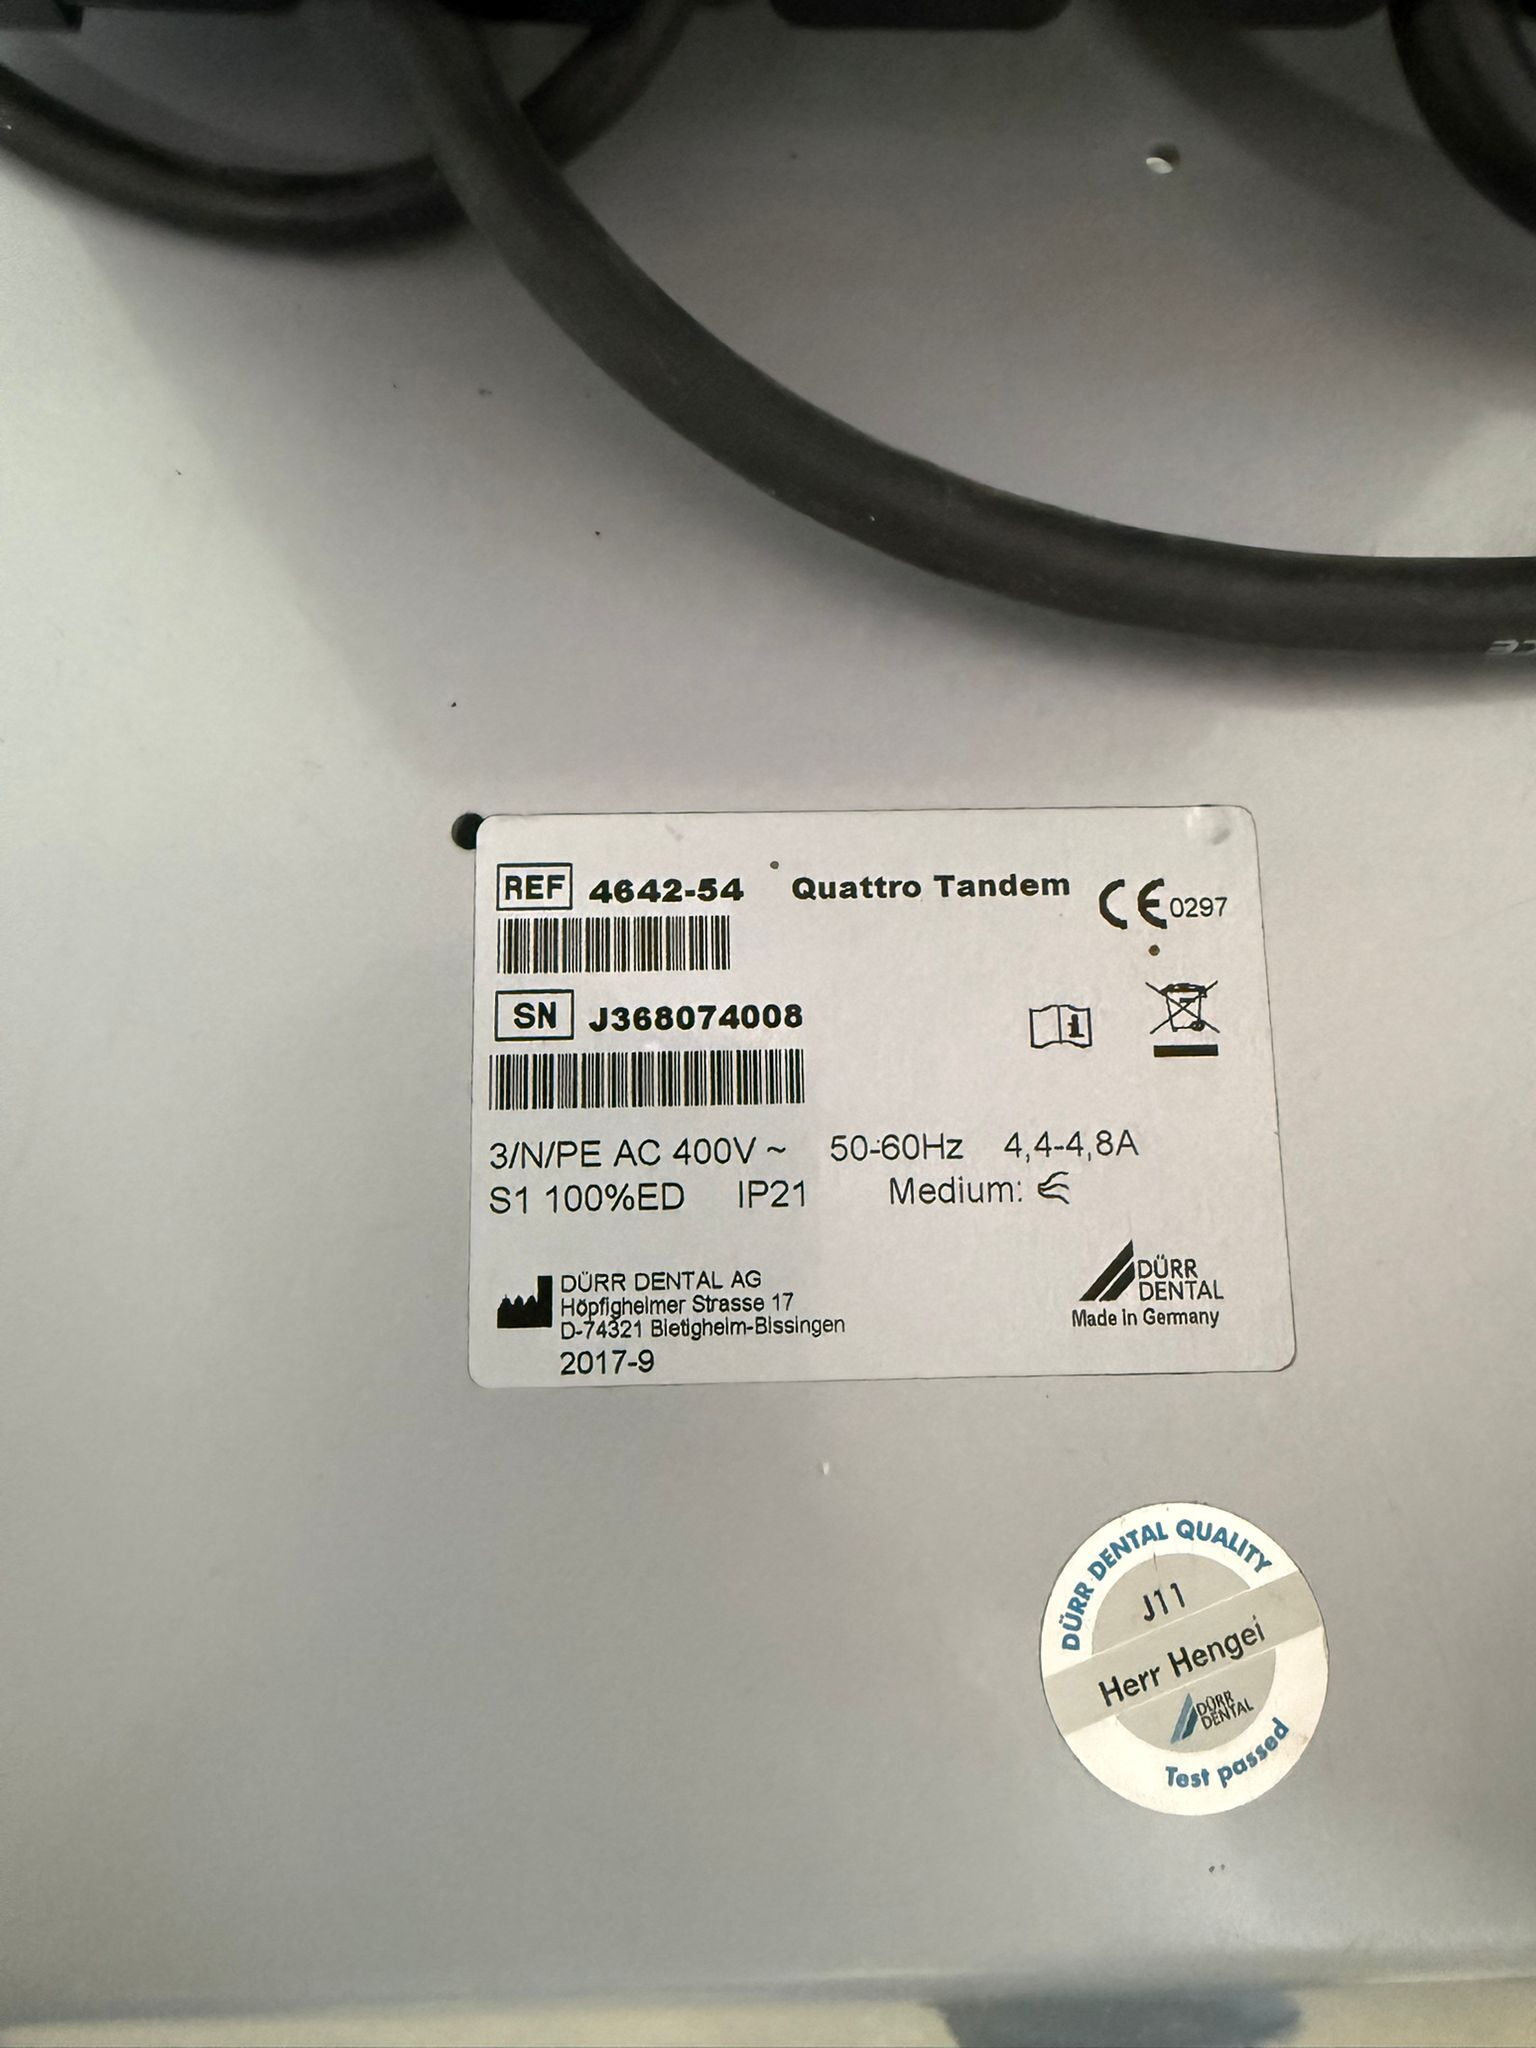 REF 4642-54 Quattro Tandem CE 0297
SN J368074008
3/N/PE AC 400V ~ 50-60Hz 4,4-4,8A
S1 100%ED IP21 Medium:
DÜRR DENTAL AG
Höpfigheimer Strasse 17
D-74321 Bietigheim-Bissingen
2017-9
DÜRR
DENTAL
Made in Germany
DÜRR DENTAL QUALITY
J11
Herr Hengei
DÜRR
DENTAL
Test passed